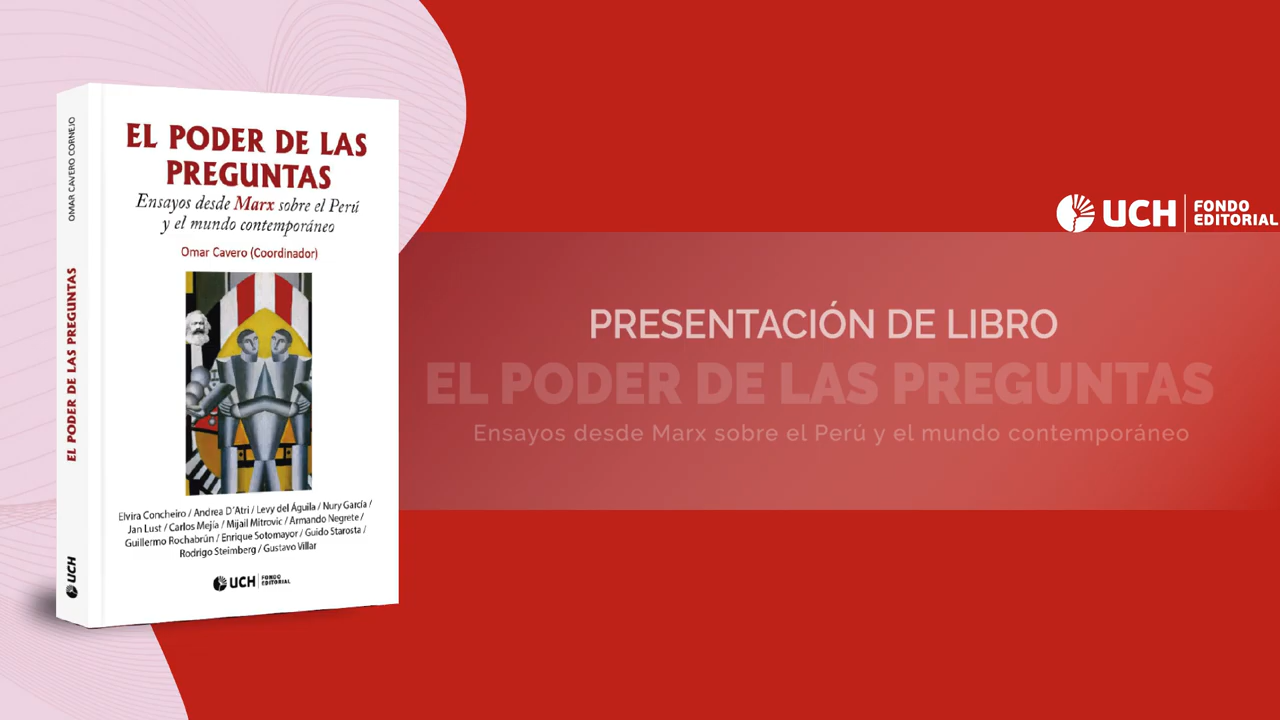 OMAR CAVERO CORNEJO
EL PODER DE LAS PREGUNTAS
UCH
EL PODER DE LAS
PREGUNTAS
Ensayos desde Marx sobre el Perú
y el mundo contemporáneo
Omar Cavero (Coordinador)
Elvira Concheiro / Andrea D´Atri / Levy del Águila / Nury García /
Jan Lust / Carlos Mejía / Mijail Mitrovic / Armando Negrete /
Guillermo Rochabrún / Enrique Sotomayor / Guido Starosta /
Rodrigo Steimberg / Gustavo Villar
UCH FONDO
EDITORIAL
UCH FONDO
EDITORIAL
PRESENTACIÓN DE LIBRO
EL PODER DE LAS PREGUNTAS
Ensayos desde Marx sobre el Perú y el mundo contemporáneo